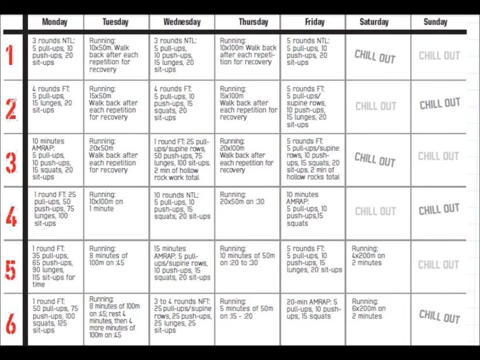 Monday Tuesday Wednesday Thursday Friday Saturday Sunday
1
3 rounds NTL:
5 pull-ups, 10
push-ups, 20
sit-ups
Running:
10x50m. Walk
back after each
repetition for
recovery
3 rounds NTL:
5 pull-ups,
10 push-ups,
15 lunges, 20
sit-ups
Running:
10x100m Walk back
after each repeti-
tion for recovery
5 rounds NTL:
5 pull-ups, 10
push-ups, 20
sit-ups
CHILL OUT
CHILL OUT
2
4 rounds FT:
5 pull-ups,
15 lunges, 20
sit-ups
Running:
15x50m
Walk back after
each repetition
for recovery
4 rounds FT:
5 pull-ups,
10 push-ups, 15
squats, 20
sit-ups
Running:
15x100m
Walk back after
each repetition
for recovery
5 rounds FT:
5 pull-ups/
supine rows,
10 push-ups,
15 lunges, 20
sit-ups
CHILL OUT
CHILL OUT
3
10 minutes
AMRAP:
5 pull-ups,
10 push-ups,
15 squats, 20
sit-ups
Running:
20x50m
Walk back after
each repetition
for recovery
1 round FT: 25 pull-
ups/supine rows,
50 push-ups, 75
lunges, 100 sit-ups.
2 min of hollow
rock work
Running:
20x100m
Walk back after
each repetition
for recovery
5 rounds FT: 5
pull-ups/supine
rows, 10 push-
ups, 15 squats, 20
sit-ups, 2 min of
hollow rocks total
CHILL OUT
CHILL OUT
4
1 round FT: 25
pull-ups, 50
push-ups, 75
lunges, 100
sit-ups
Running:
10x100m on
1 minute
10 rounds NTL:
5 pull-ups, 10
push-ups, 15
squats, 20 sit-ups
Running:
20x50m on :30
10 minutes
AMRAP:
5 pull-ups, 10
push-ups,15
squats
CHILL OUT
CHILL OUT
5
1 round FT:
35 pull-ups,
65 push-ups,
90 lunges,
115 sit-ups for
time
Running:
8 minutes of
100m on :45
15 minutes
AMRAP: 5 pull-
ups/supine rows,
10 push-ups, 15
squats, 20 sit-ups
Running:
10 minutes of 50m
on :20 to :30
5 rounds FT:
5 pull-ups, 10
push-ups, 15
lunges, 20 sit-ups
Running:
4x200m on
2 minutes
CHILL OUT
6
1 round FT:
50 pull-ups, 75
push-ups, 100
squats, 125
sit-ups
Running:
8 minutes of 100m
on :45; rest 4
minutes, then 4
more minutes of
100m on :45
3 to 4 rounds NFT:
25 pull-ups/supine
rows, 25 push-ups,
25 lunges, 25
sit-ups
Running:
5 minutes of 50m
on :15 - :20
20-min AMRAP: 5
pull-ups, 10
push-ups, 15
squats
Running:
6x200m on
2 minutes
CHILL OUT